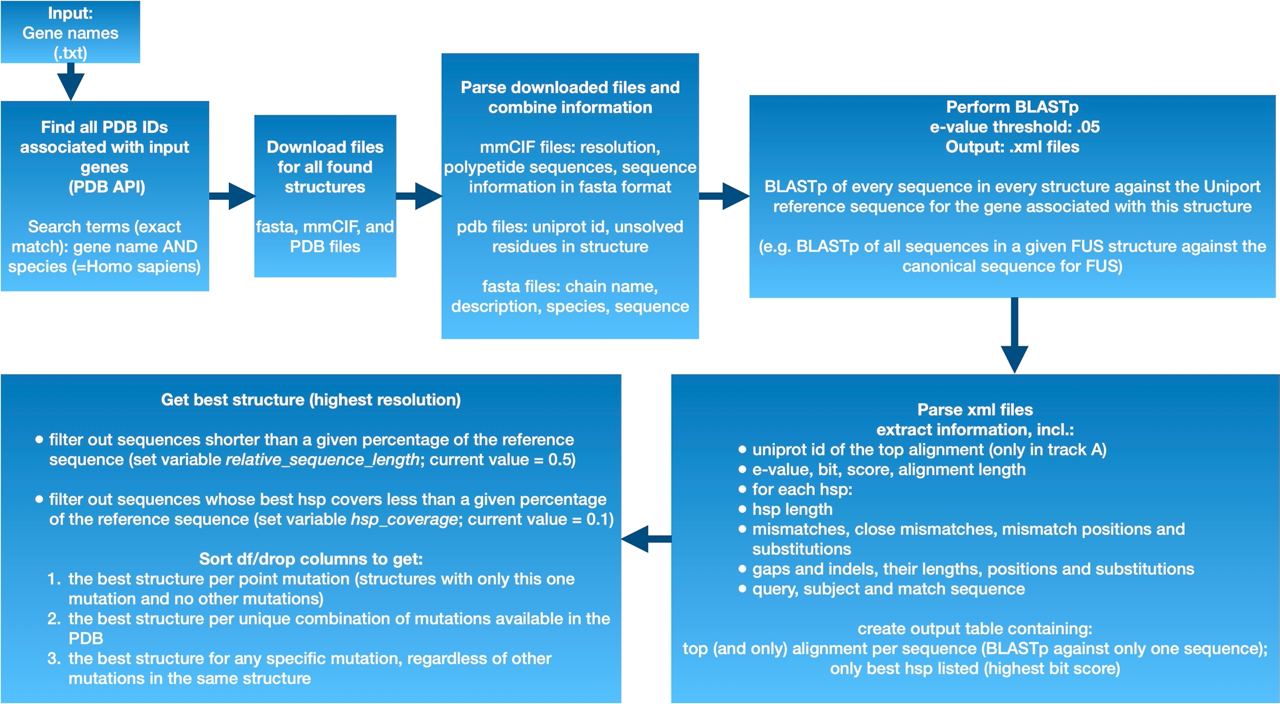 Input:
Gene names
(.txt)
Find all PDB IDs
associated with input
genes
(PDB API)
Search terms (exact
match): gene name AND
species (=Homo sapiens)
Download files
for all found
structures
fasta, mmCIF, and
PDB files
Parse downloaded files and
combine information
mmCIF files: resolution,
polypetide sequences, sequence
information in fasta format
pdb files: uniprot id, unsolved
residues in structure
fasta files: chain name,
description, species, sequence
Perform BLASTp
e-value threshold: .05
Output: .xml files
BLASTp of every sequence in every structure against the Uniport
reference sequence for the gene associated with this structure
(e.g. BLASTp of all sequences in a given FUS structure against the
canonical sequence for FUS)
Parse xml files
extract information, incl.:
• uniprot id of the top alignment (only in track A)
• e-value, bit, score, alignment length
• for each hsp:
• hsp length
• mismatches, close mismatches, mismatch positions and
substitutions
• gaps and indels, their lengths, positions and substitutions
• query, subject and match sequence
create output table containing:
top (and only) alignment per sequence (BLASTp against only one sequence);
only best hsp listed (highest bit score)
Get best structure (highest resolution)
• filter out sequences shorter than a given percentage of the reference
sequence (set variable relative_sequence_length; current value = 0.5)
• filter out sequences whose best hsp covers less than a given percentage
of the reference sequence (set variable hsp_coverage; current value = 0.1)
Sort df/drop columns to get:
1. the best structure per point mutation (structures with only this one
mutation and no other mutations)
2. the best structure per unique combination of mutations available in the
PDB
3. the best structure for any specific mutation, regardless of other
mutations in the same structure